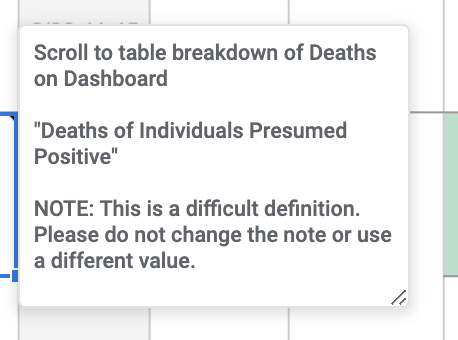 Scroll to table breakdown of Deaths
on Dashboard
"Deaths of Individuals Presumed
Positive"
NOTE: This is a difficult definition.
Please do not change the note or use
a different value.